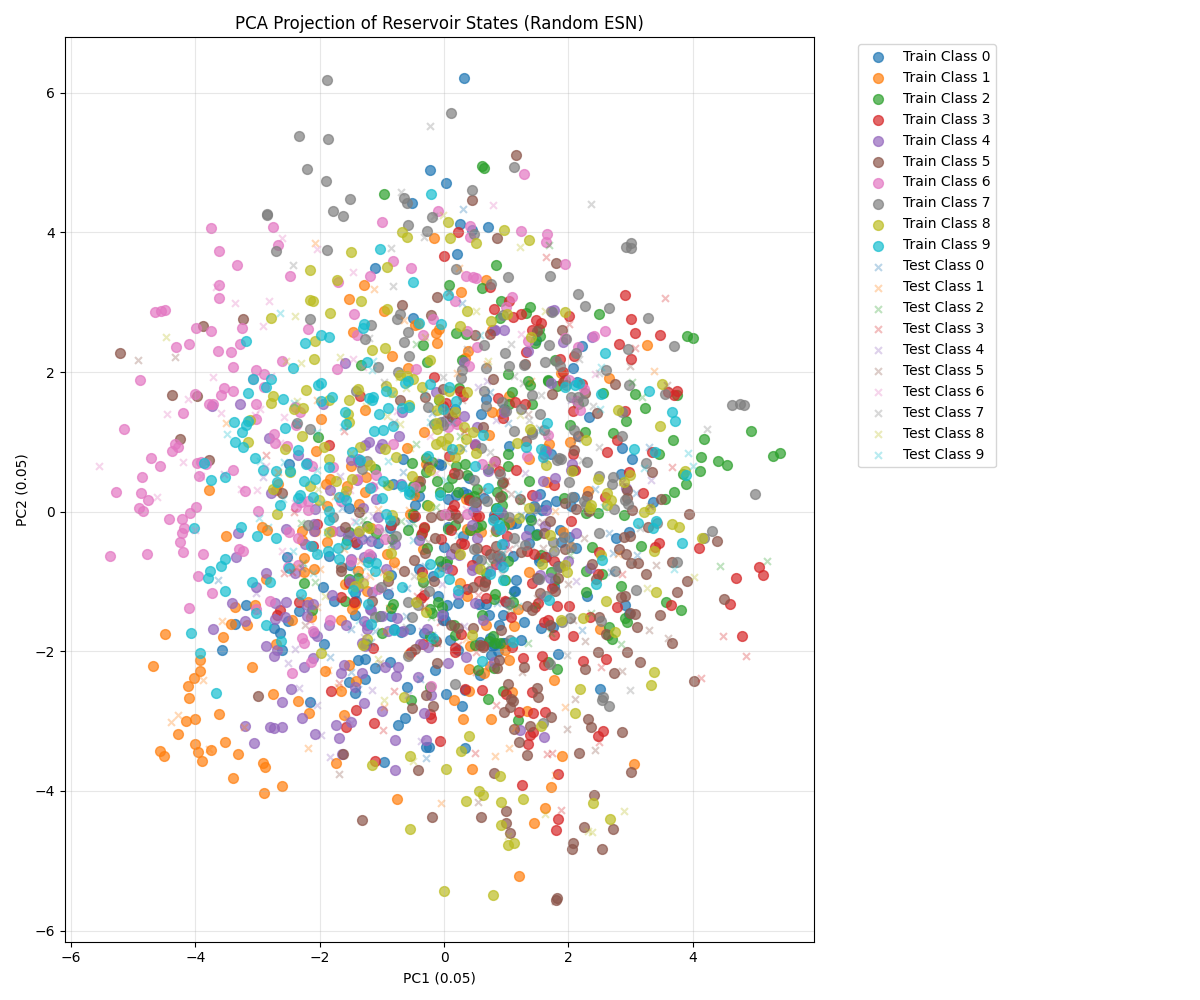 PCA Projection of Reservoir States (Random ESN)
6
4
2
0
−2
−4
−6
−6
−4
−2
0
2
4
PC1 (0.05)
PC2 (0.05)
Train Class 0
Train Class 1
Train Class 2
Train Class 3
Train Class 4
Train Class 5
Train Class 6
Train Class 7
Train Class 8
Train Class 9
Test Class 0
Test Class 1
Test Class 2
Test Class 3
Test Class 4
Test Class 5
Test Class 6
Test Class 7
Test Class 8
Test Class 9